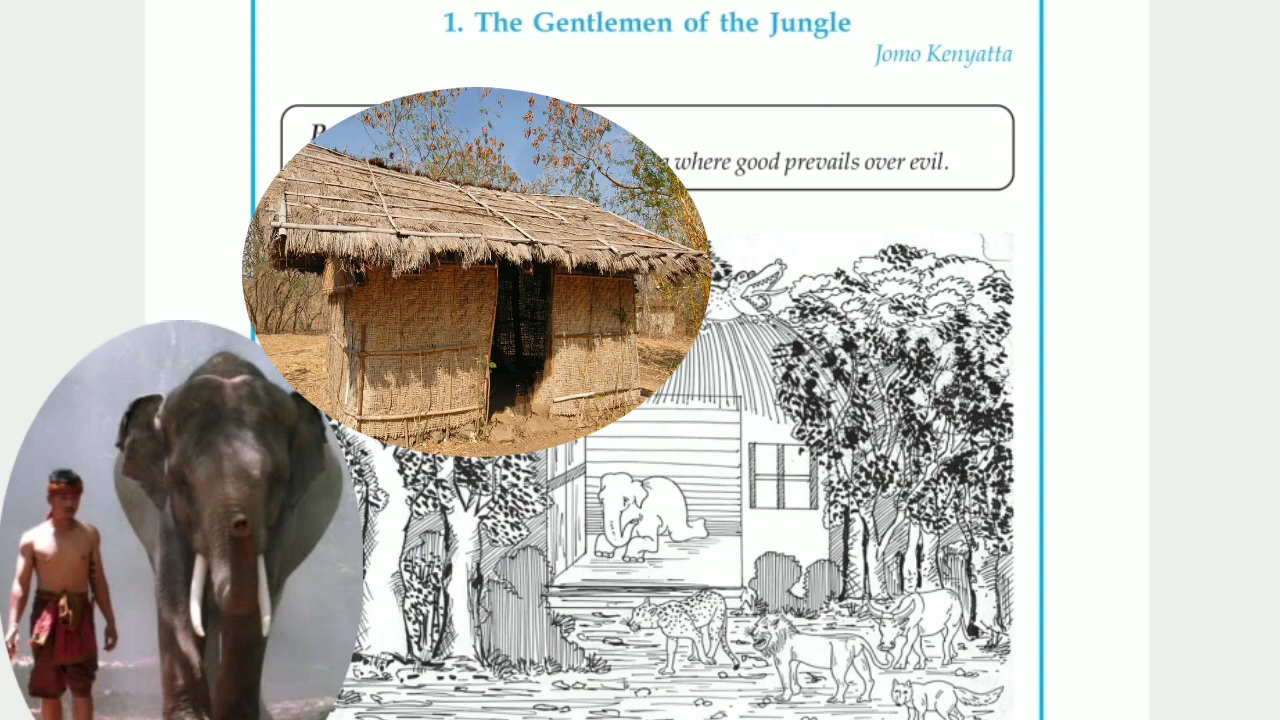 1. The Gentlemen of the Jungle
Jomo Kenyatta
where good prevails over evil.